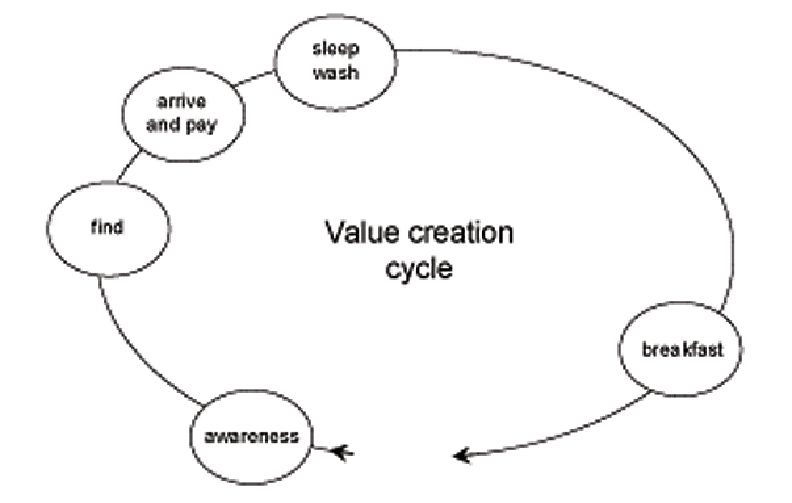 sleep
wash
arrive
and pay
find
Value creation
cycle
breakfast
awareness